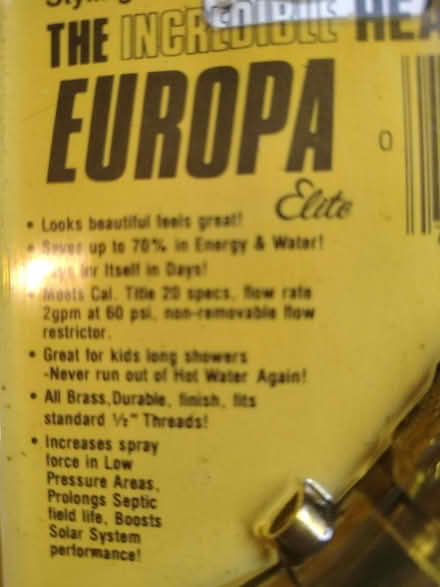 THE INCREDIBLE HEA
EUROPA
Elite
0
• Looks beautiful feels great!
• Saves up to 70% in Energy & Water!
Pays for Itself in Days!
• Meets Cal. Title 20 specs, flow rate
2gpm at 60 psi, non-removable flow
restrictor.
• Great for kids long showers
-Never run out of Hot Water Again!
• All Brass,Durable, finish, fits
standard ½" Threads!
• Increases spray
force in Low
Pressure Areas,
Prolongs Septic
field life, Boosts
Solar System
performance!